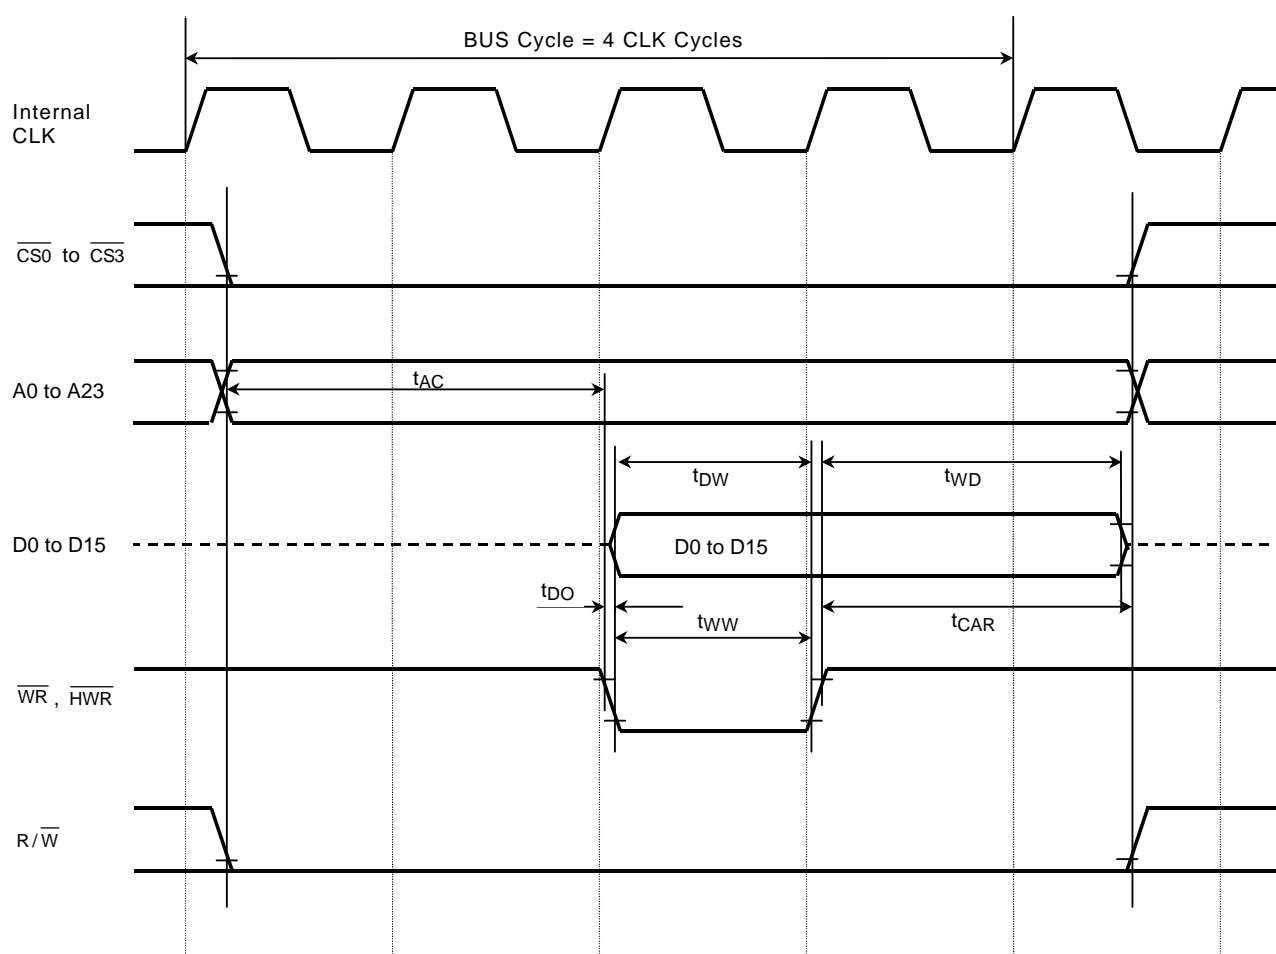 BUS Cycle = 4 CLK Cycles
Internal
CLK
CS0 to CS3
A0 to A23
tAC
tDW
tWD
D0 to D15
D0 to D15
tDO
tWW
tCAR
WR , HWR
R/W